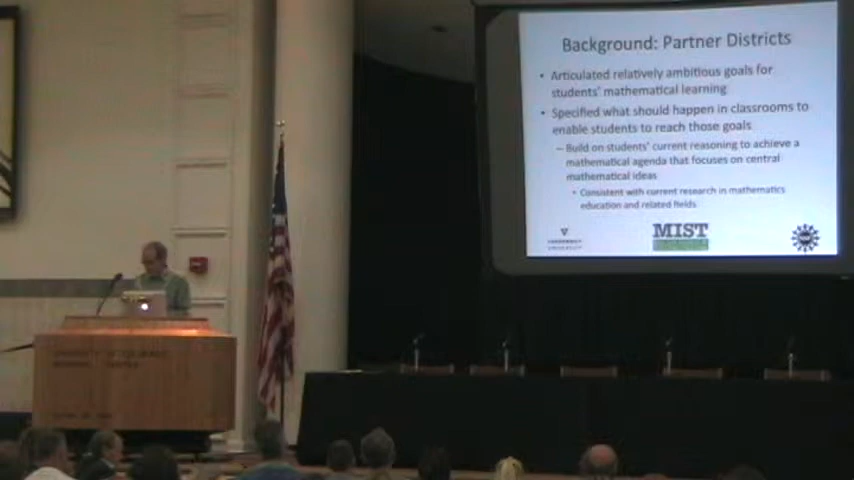 Background: Partner Districts
• Articulated relatively ambitious goals for
students' mathematical learning
• Specified what should happen in classrooms to
enable students to reach those goals
– Build on students' current reasoning to achieve a
mathematical agenda that focuses on central
mathematical ideas
• Consistent with current research in mathematics
education and related fields
VANDERBILT
UNIVERSITY
MIST